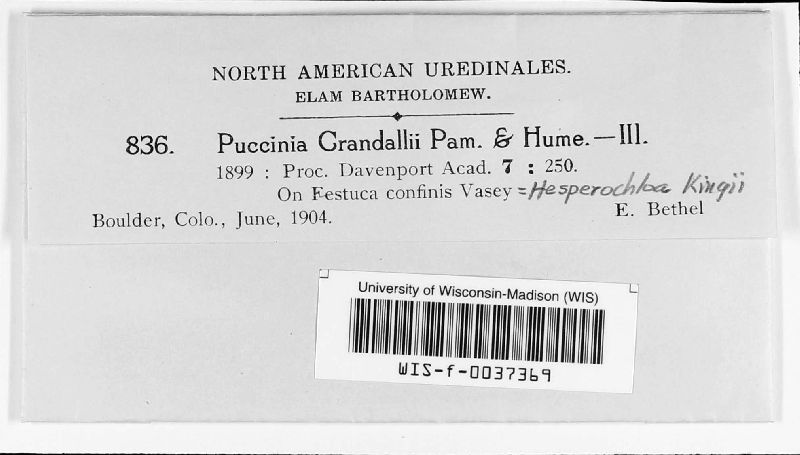 NORTH AMERICAN UREDINALES.
ELAM BARTHOLOMEW.
836. Puccinia Crandallii Pam. & Hume.—III.
1899 : Proc. Davenport Acad. 7 : 250.
On Festuca confinis Vasey = Hesperochloa Kingii
Boulder, Colo., June, 1904. E. Bethel
University of Wisconsin-Madison (WIS)
WIS-f-0037369